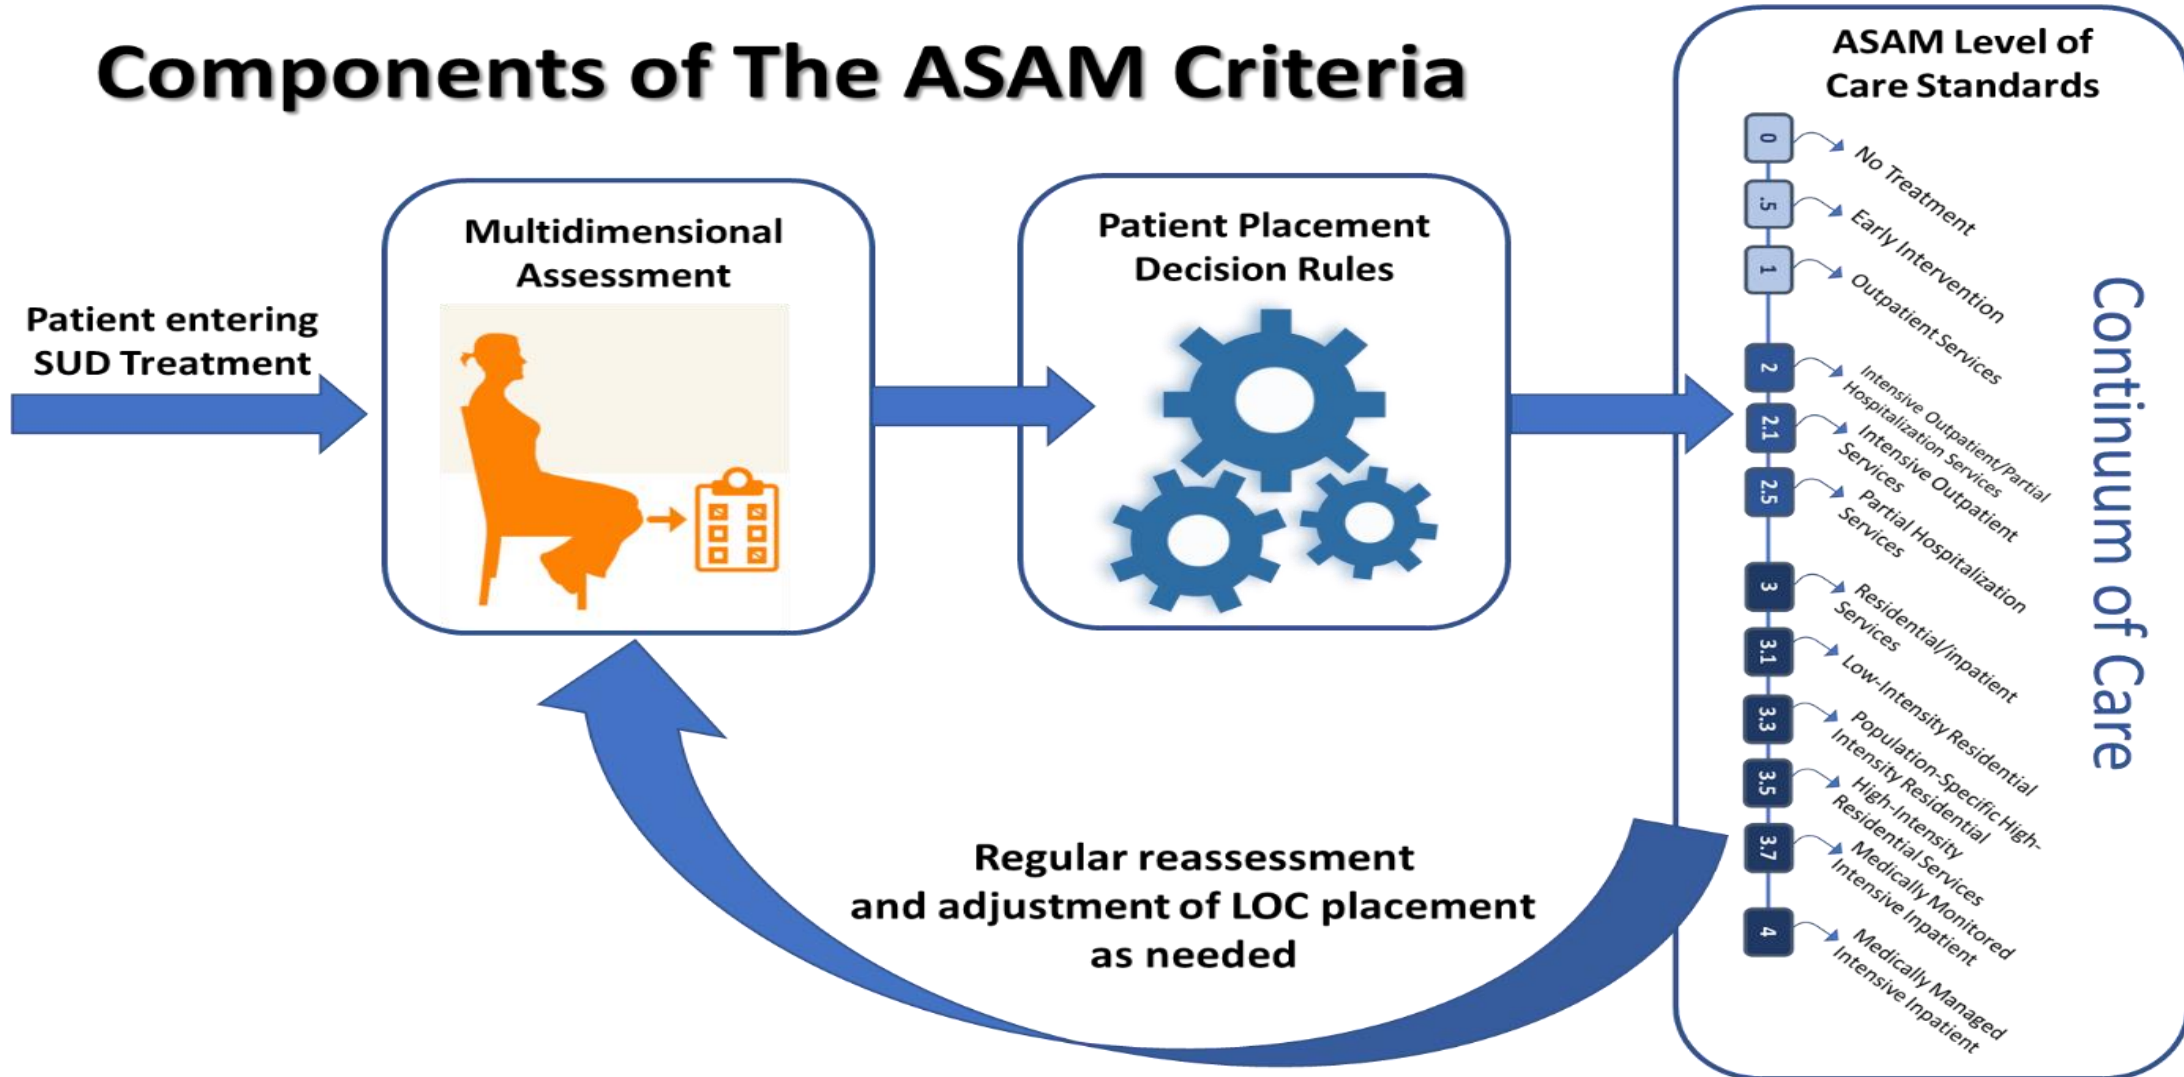 Components of The ASAM Criteria
Patient entering
SUD Treatment
Multidimensional
Assessment
Patient Placement
Decision Rules
Regular reassessment
and adjustment of LOC placement
as needed
ASAM Level of
Care Standards
0
No Treatment
.5
Early Intervention
1
Outpatient Services
2
Intensive Outpatient/Partial
Hospitalization Services
2.1
Intensive Outpatient
Services
2.5
Partial Hospitalization
Services
3
Residential/inpatient
Services
3.1
Low-Intensity Residential
3.3
Population-Specific High-
Intensity Residential
3.5
High-Intensity
Residential Services
3.7
Medically Monitored
Intensive Inpatient
4
Medically Managed
Intensive Inpatient
Continuum of Care